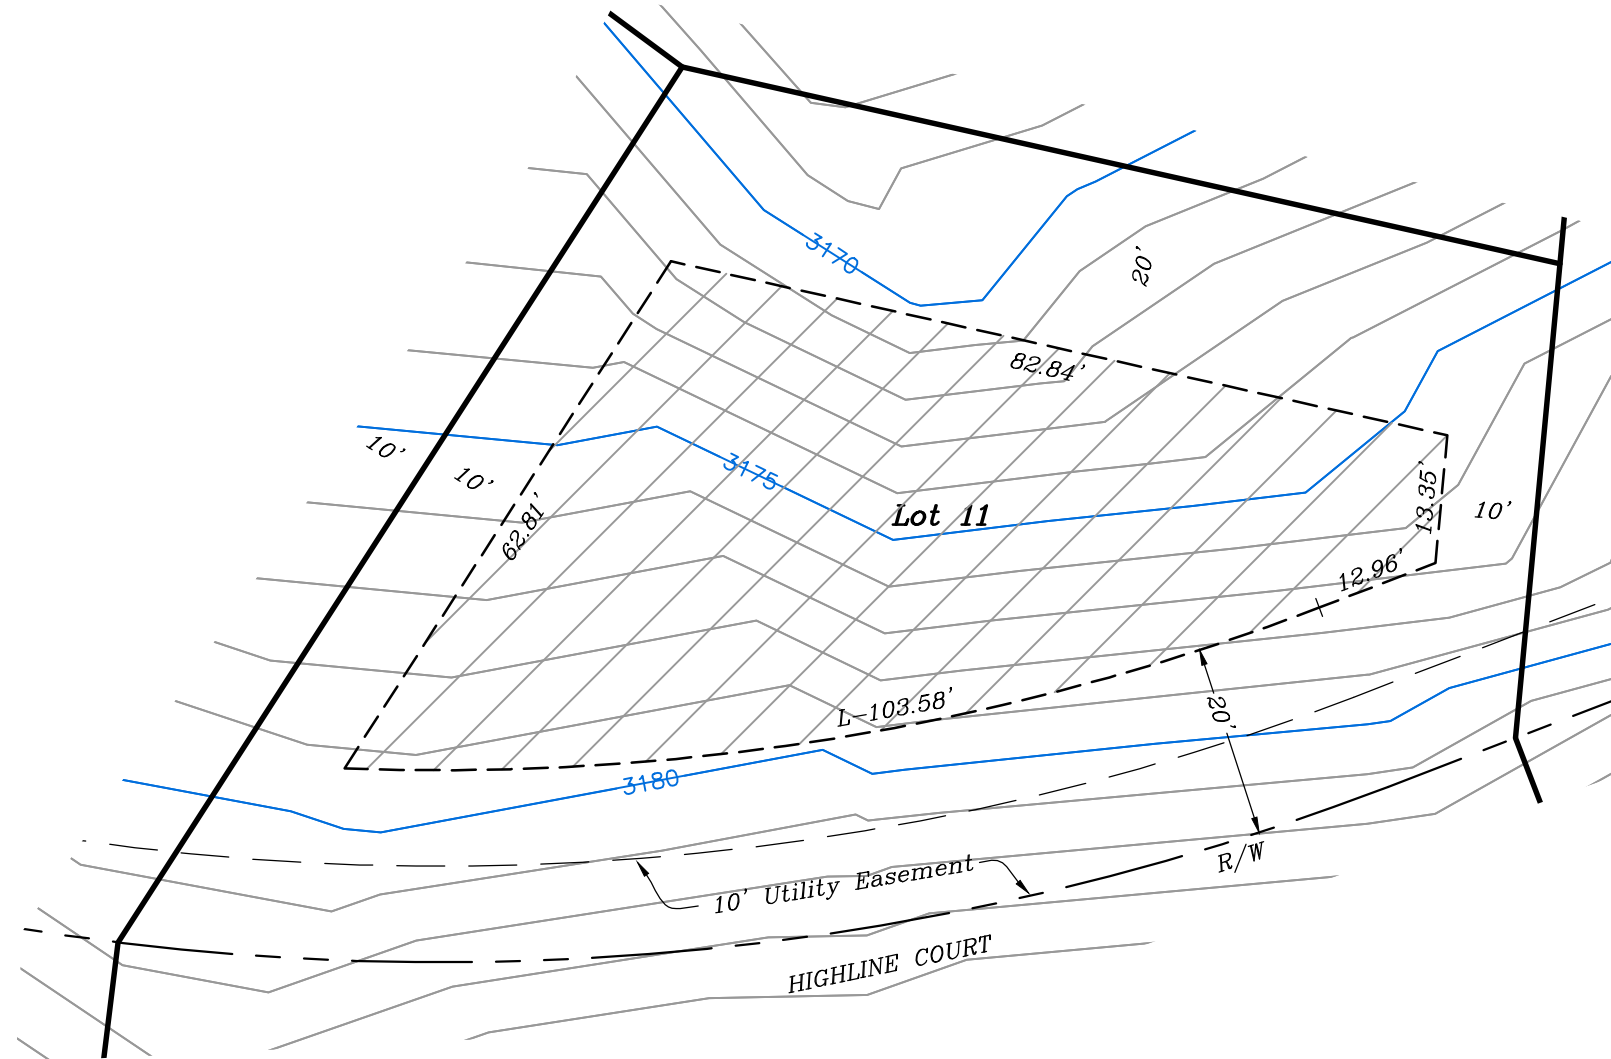 3170
20'
82.84'
10'
10'
3175
62.81'
Lot 11
13.35'
10'
12.96'
L–103.58'
20'
3180
R/W
10' Utility Easement
HIGHLINE COURT